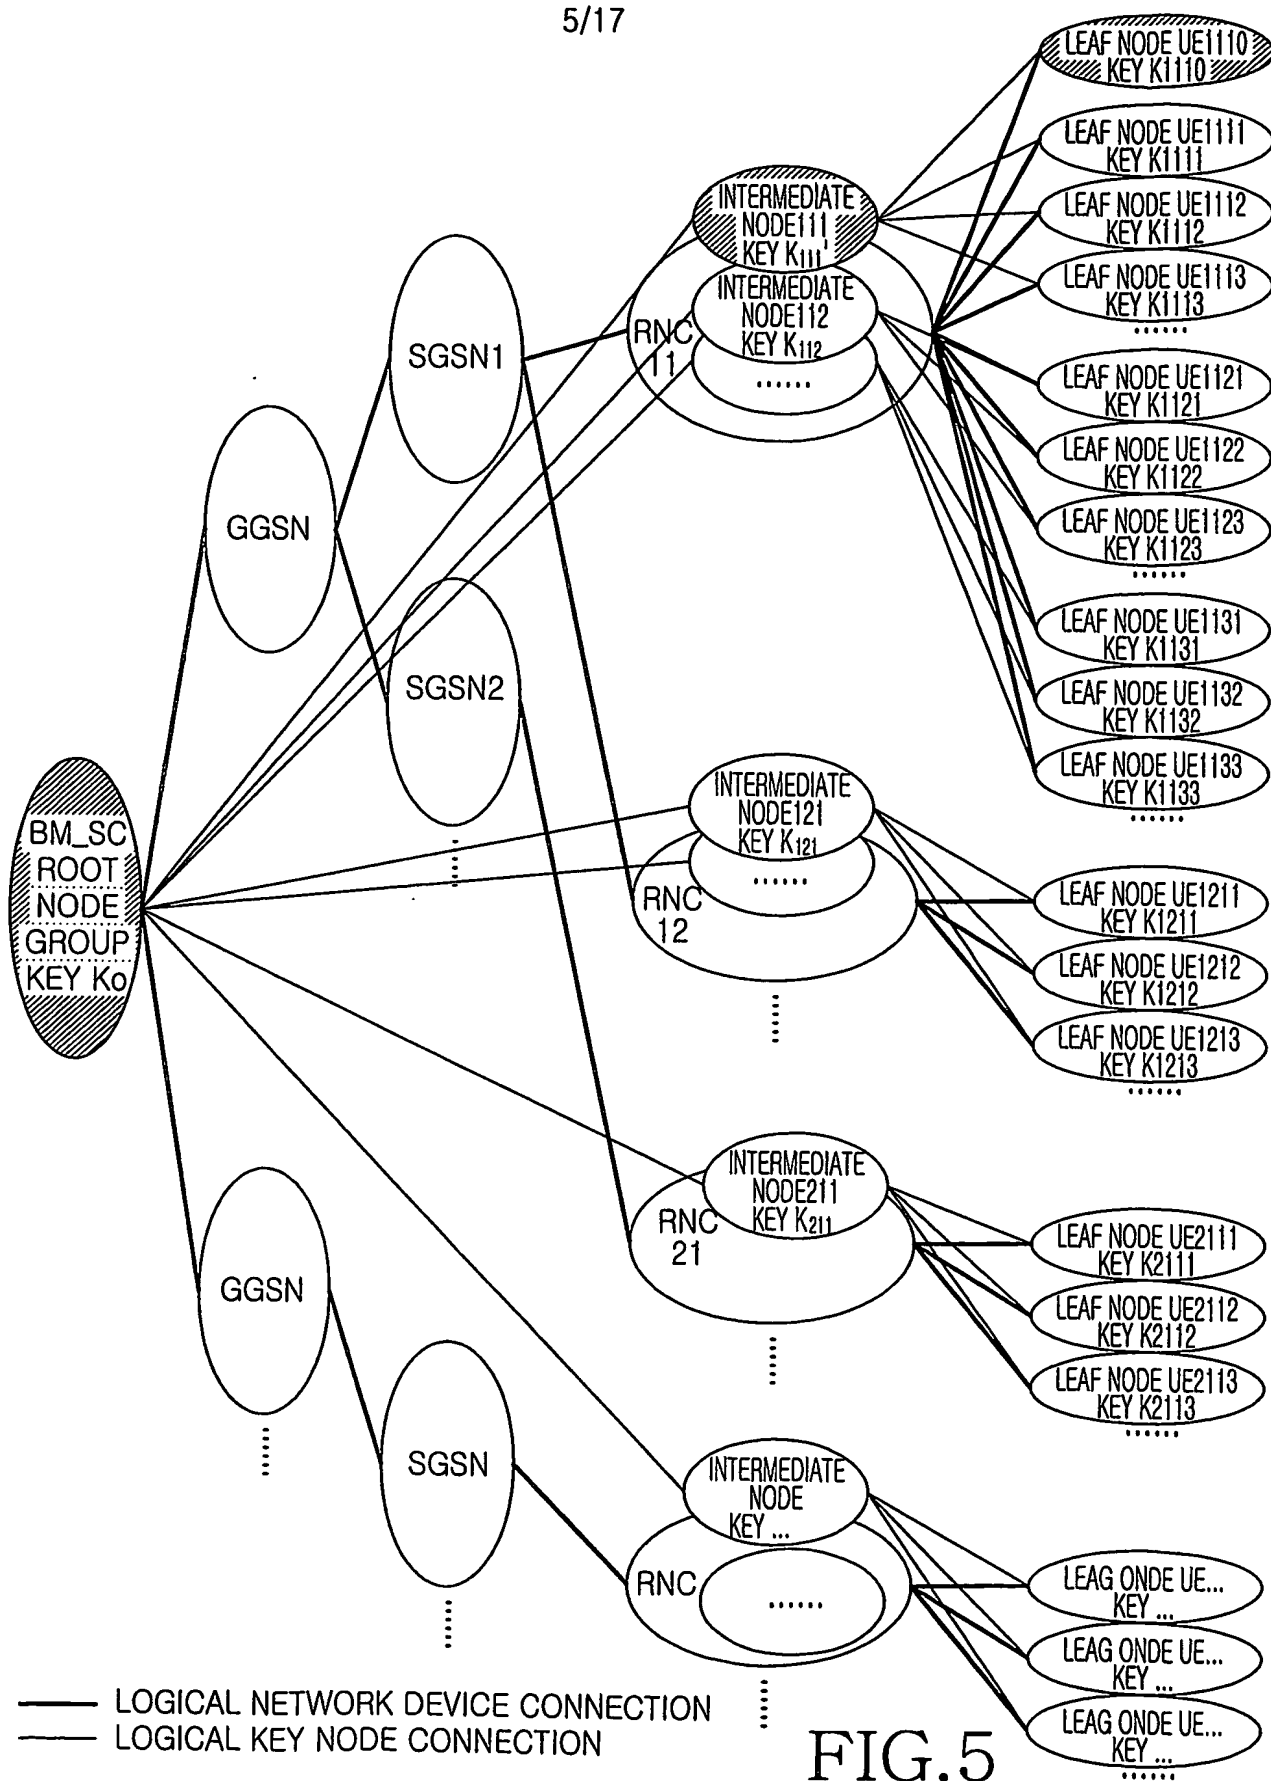 5/17
LEAF NODE UE1110
KEY K1110
LEAF NODE UE1111
KEY K1111
LEAF NODE UE1112
KEY K1112
LEAF NODE UE1113
KEY K1113
......
INTERMEDIATE
NODE111
KEY K111'
INTERMEDIATE
NODE112
KEY K112
......
RNC
11
SGSN1
LEAF NODE UE1121
KEY K1121
LEAF NODE UE1122
KEY K1122
LEAF NODE UE1123
KEY K1123
......
GGSN
LEAF NODE UE1131
KEY K1131
LEAF NODE UE1132
KEY K1132
LEAF NODE UE1133
KEY K1133
......
SGSN2
......
BM_SC
ROOT
NODE
GROUP
KEY Ko
INTERMEDIATE
NODE121
KEY K121
......
RNC
12
......
LEAF NODE UE1211
KEY K1211
LEAF NODE UE1212
KEY K1212
LEAF NODE UE1213
KEY K1213
......
INTERMEDIATE
NODE211
KEY K211
RNC
21
......
LEAF NODE UE2111
KEY K2111
LEAF NODE UE2112
KEY K2112
LEAF NODE UE2113
KEY K2113
......
GGSN
......
SGSN
......
INTERMEDIATE
NODE
KEY ...
RNC
......
......
LEAG ONDE UE...
KEY ...
LEAG ONDE UE...
KEY ...
LEAG ONDE UE...
KEY ...
......
LOGICAL NETWORK DEVICE CONNECTION
LOGICAL KEY NODE CONNECTION
FIG.5